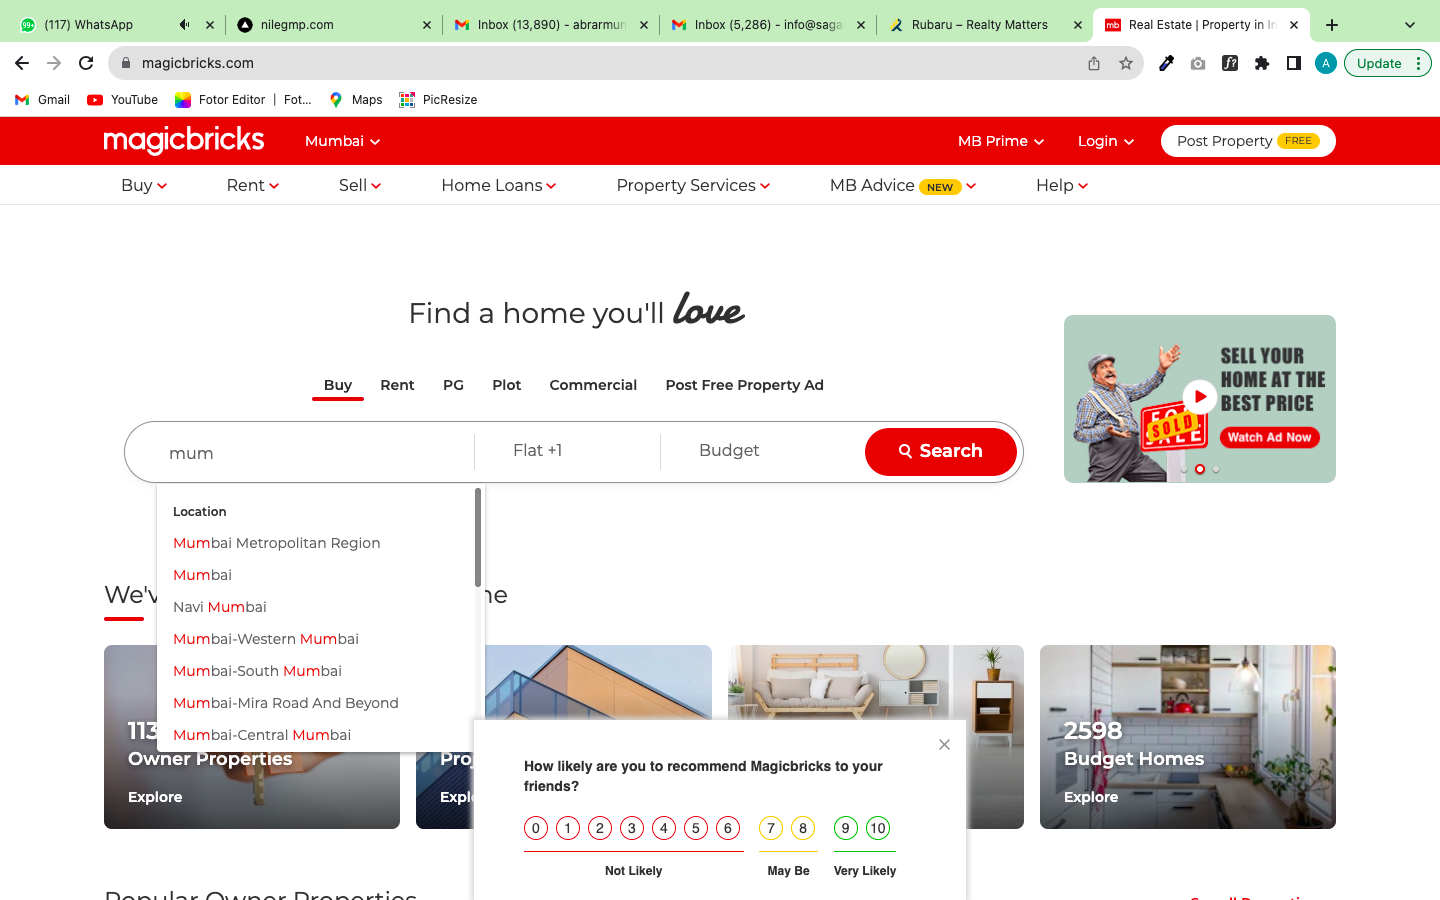 99+
(117) WhatsApp
nilegmp.com
Inbox (13,890) - abrarmun
Inbox (5,286) - info@saga
Rubaru – Realty Matters
mb
Real Estate | Property in In
magicbricks.com
f?
A
Update
Gmail
YouTube
Fotor Editor | Fot...
Maps
PicResize
magicbricks
Mumbai
MB Prime
Login
Post Property FREE
Buy
Rent
Sell
Home Loans
Property Services
MB Advice NEW
Help
Find a home you'll love
Buy
Rent
PG
Plot
Commercial
Post Free Property Ad
mum
Flat +1
Budget
Search
SELL YOUR
HOME AT THE
BEST PRICE
Watch Ad Now
FOR
SALE
SOLD
Location
Mumbai Metropolitan Region
Mumbai
Navi Mumbai
Mumbai-Western Mumbai
Mumbai-South Mumbai
Mumbai-Mira Road And Beyond
Mumbai-Central Mumbai
We'v
ne
113
Owner Properties
Explore
Proj
Explo
2598
Budget Homes
Explore
How likely are you to recommend Magicbricks to your
friends?
0 1 2 3 4 5 6 7 8 9 10
Not Likely
May Be
Very Likely
Popular Owner Properties